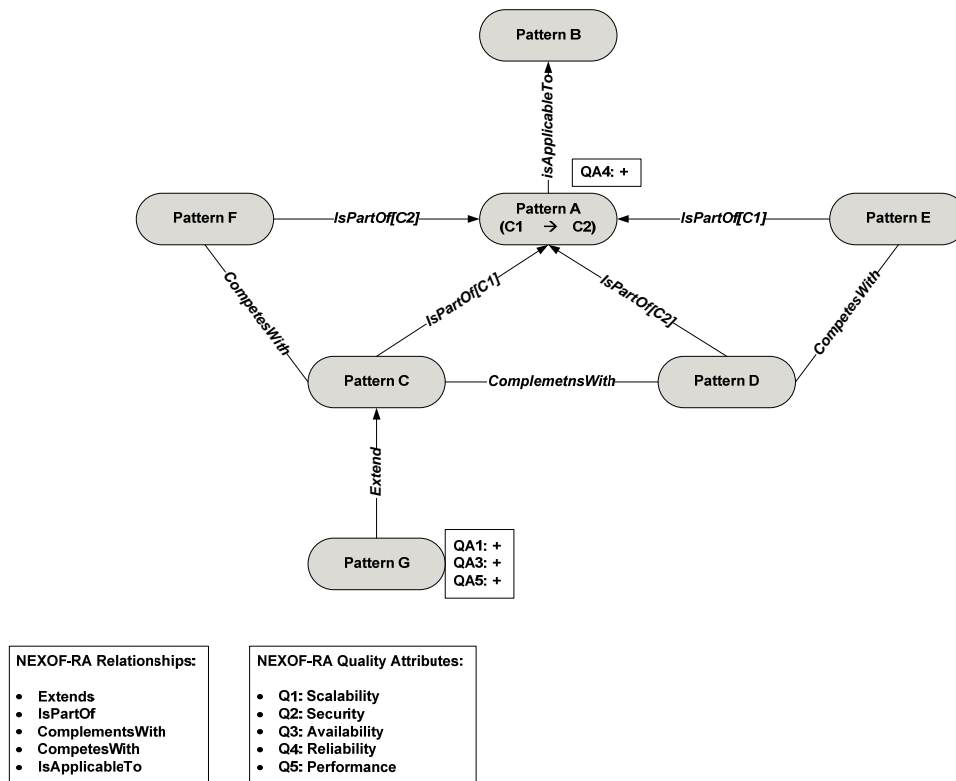 Pattern B
isApplicableTo
QA4: +
Pattern F
IsPartOf[C2]
Pattern A
(C1 → C2)
IsPartOf[C1]
Pattern E
CompetesWith
IsPartOf[C1]
IsPartOf[C2]
CompetesWith
Pattern C
ComplemetnsWith
Pattern D
Extend
Pattern G
QA1: +
QA3: +
QA5: +
NEXOF-RA Relationships:
• Extends
• IsPartOf
• ComplementsWith
• CompetesWith
• IsApplicableTo
NEXOF-RA Quality Attributes:
• Q1: Scalability
• Q2: Security
• Q3: Availability
• Q4: Reliability
• Q5: Performance